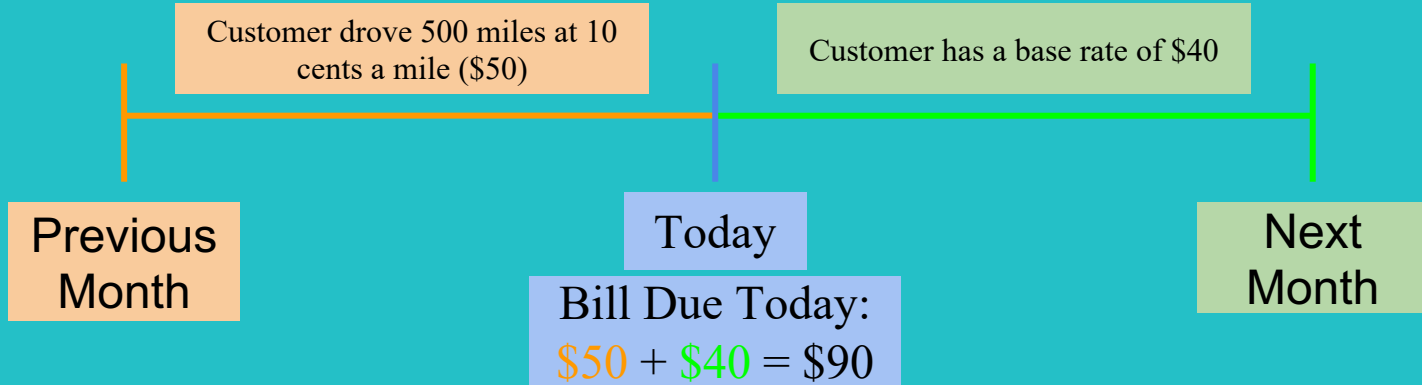 Customer drove 500 miles at 10
cents a mile ($50)
Customer has a base rate of $40
Previous
Month
Today
Next
Month
Bill Due Today:
$50 + $40 = $90